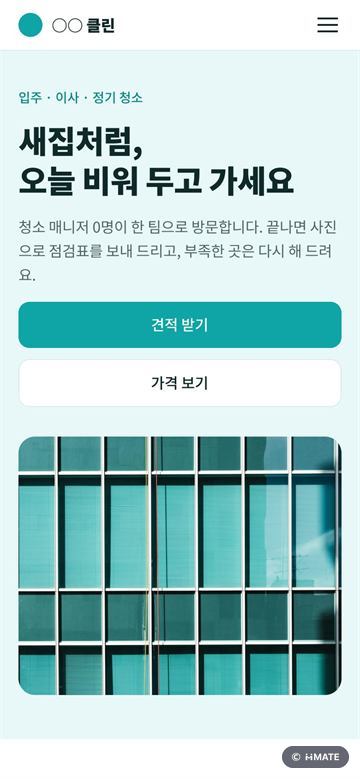 ○○ 클린
입주 · 이사 · 정기 청소
새집처럼,
오늘 비워 두고 가세요
청소 매니저 0명이 한 팀으로 방문합니다. 끝나면 사진
으로 점검표를 보내 드리고, 부족한 곳은 다시 해 드려
요.
견적 받기
가격 보기
© HMATE